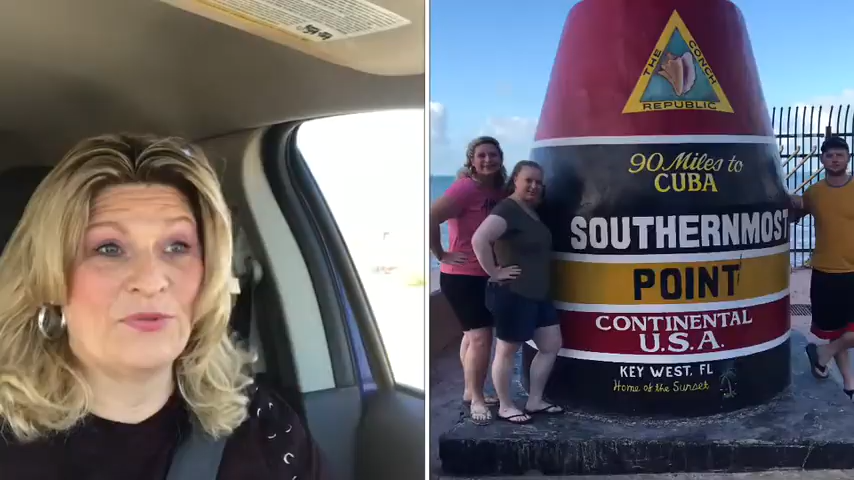 THE CONCH
REPUBLIC
90 Miles to
CUBA
SOUTHERNMOST
POINT
CONTINENTAL
U.S.A.
KEY WEST, FL
Home of the Sunset